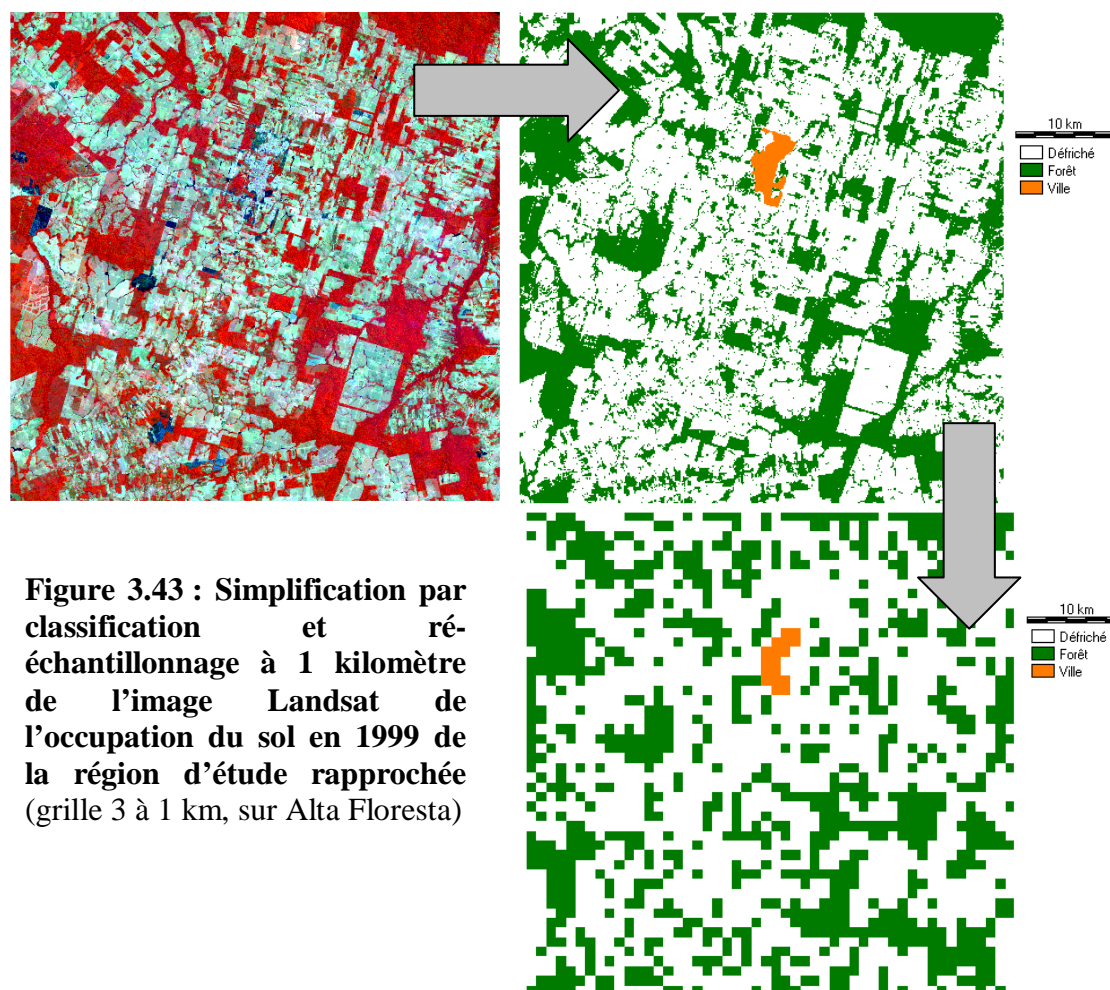 10 km
Défriché
Forêt
Ville
10 km
Défriché
Forêt
Ville
Figure 3.43 : Simplification par
classification et ré-
échantillonnage à 1 kilomètre
de l’image Landsat de
l’occupation du sol en 1999 de
la région d’étude rapprochée
(grille 3 à 1 km, sur Alta Floresta)